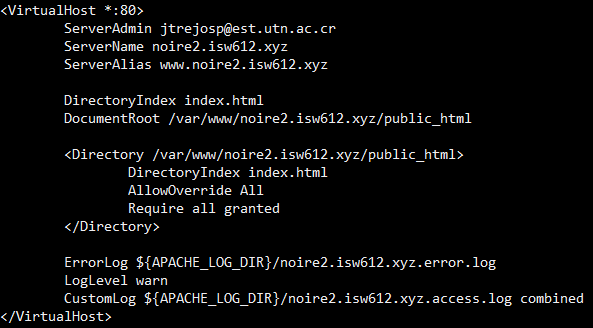 <VirtualHost *:80>
ServerAdmin jtrejosp@est.utn.ac.cr
ServerName noire2.isw612.xyz
ServerAlias www.noire2.isw612.xyz
DirectoryIndex index.html
DocumentRoot /var/www/noire2.isw612.xyz/public_html
<Directory /var/www/noire2.isw612.xyz/public_html>
DirectoryIndex index.html
AllowOverride All
Require all granted
</Directory>
ErrorLog ${APACHE_LOG_DIR}/noire2.isw612.xyz.error.log
LogLevel warn
CustomLog ${APACHE_LOG_DIR}/noire2.isw612.xyz.access.log combined
</VirtualHost>